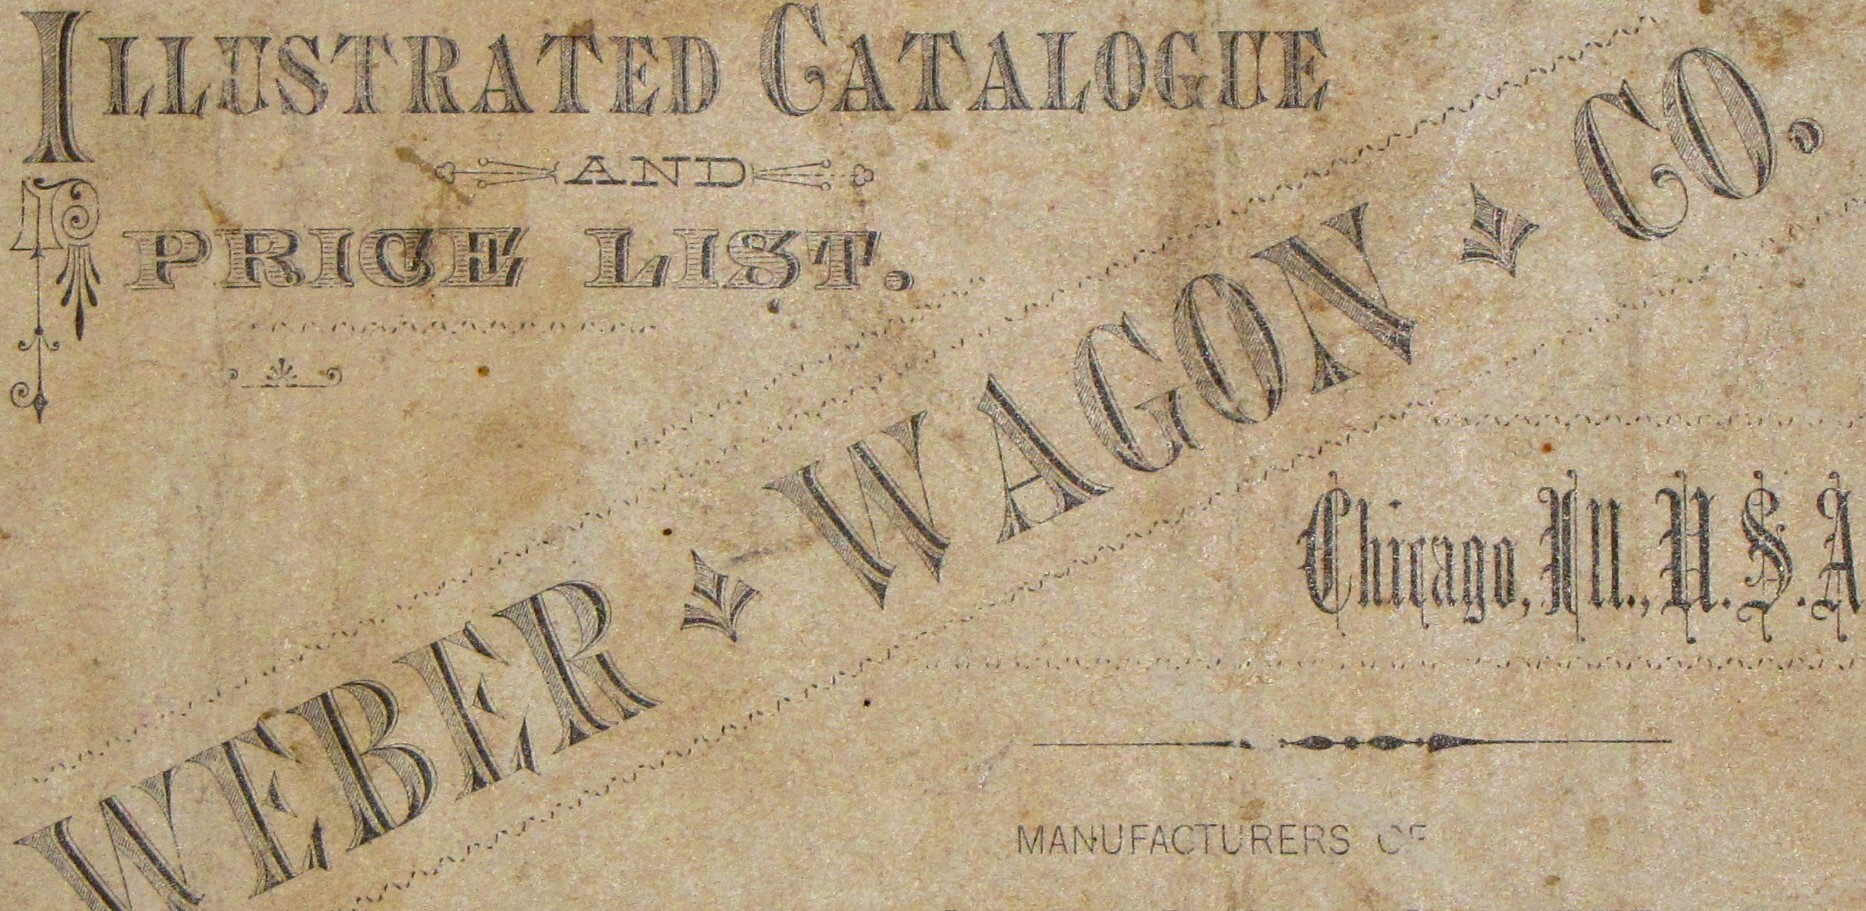 ILLUSTRATED CATALOGUE
AND
PRICE LIST.
WEBER WAGON CO.
Chicago, Ill., U.S.A
MANUFACTURERS OF